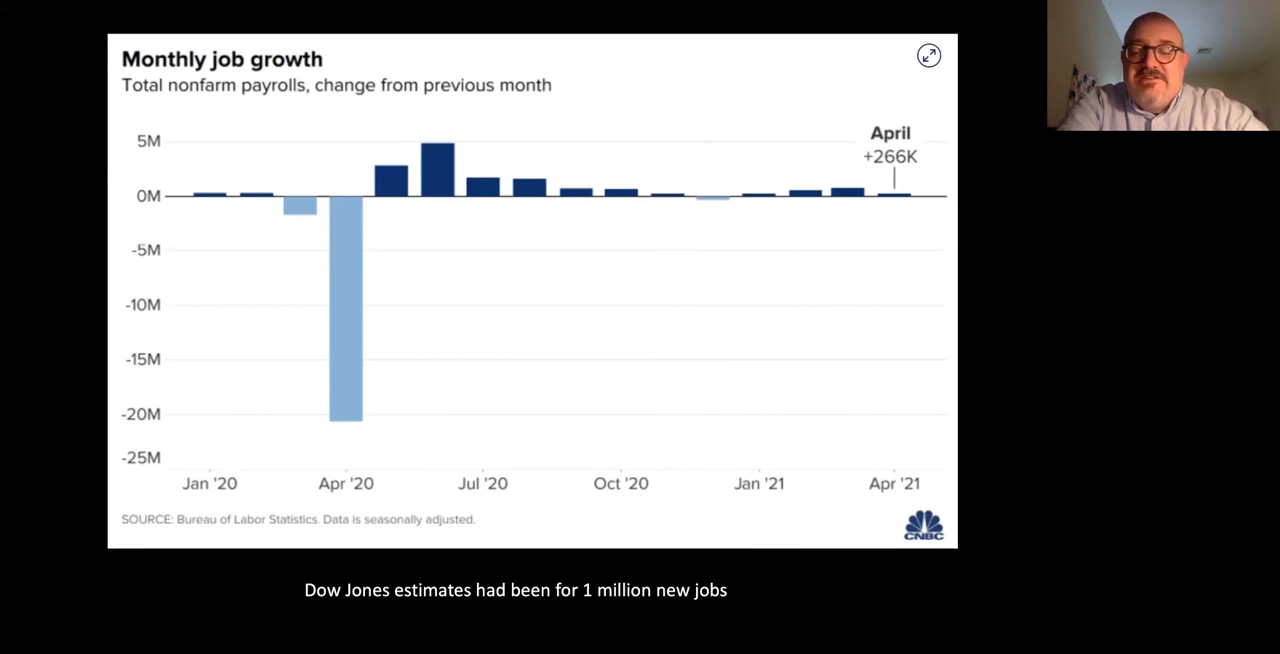 Monthly job growth
Total nonfarm payrolls, change from previous month
April
+266K
5M
0M
-5M
-10M
-15M
-20M
-25M
Jan '20 Apr '20 Jul '20 Oct '20 Jan '21 Apr '21
SOURCE: Bureau of Labor Statistics. Data is seasonally adjusted.
CNBC
Dow Jones estimates had been for 1 million new jobs